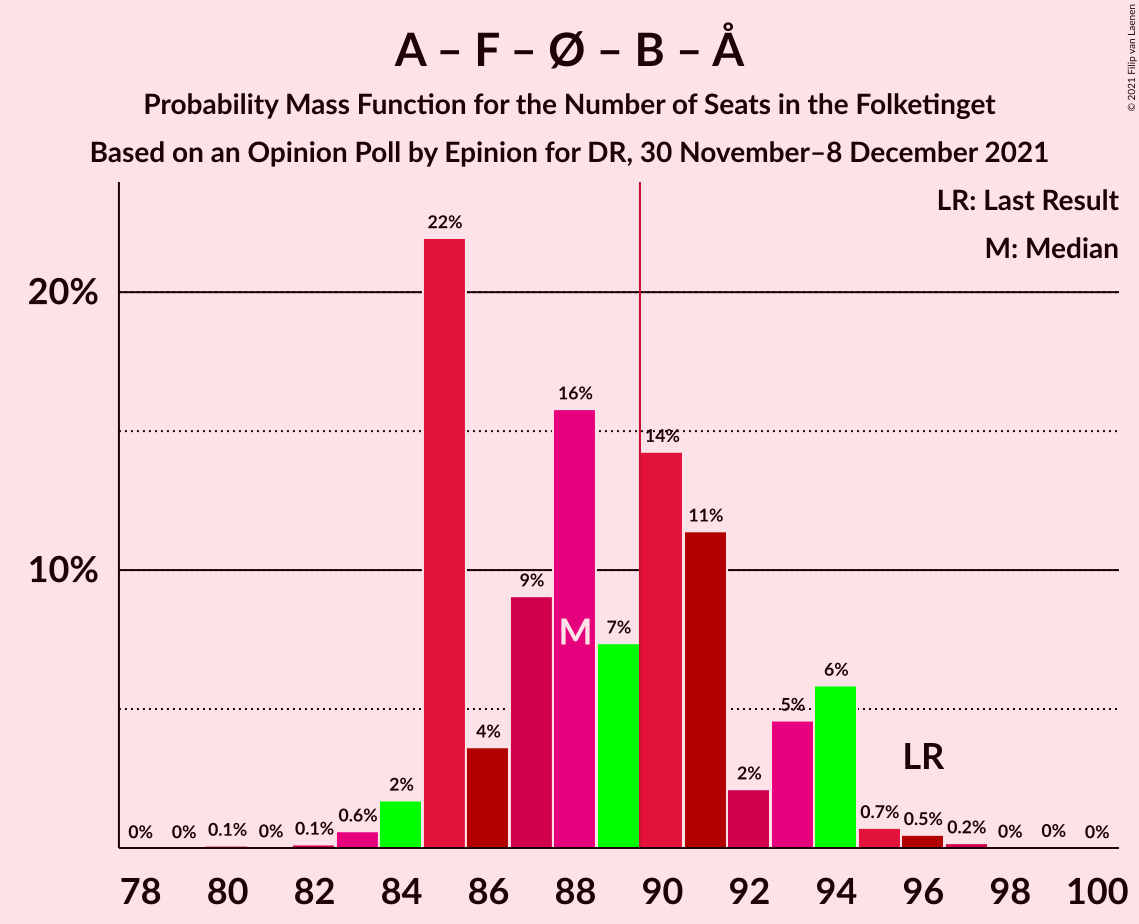 A – F – Ø – B – Å
Probability Mass Function for the Number of Seats in the Folketinget
Based on an Opinion Poll by Epinion for DR, 30 November–8 December 2021
© 2021 Filip van Laenen
LR: Last Result
M: Median
20%
10%
0%
0%
0.1%
0%
0.1%
0.6%
2%
22%
4%
9%
16%
M
7%
14%
11%
2%
5%
6%
0.7%
LR
0.5%
0.2%
0%
0%
0%
78 80 82 84 86 88 90 92 94 96 98 100